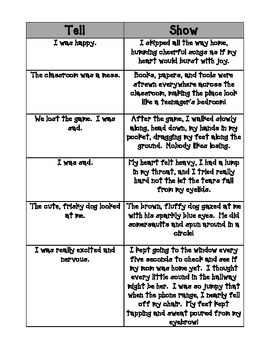 Tell
Show
I was happy.
I skipped all the way home,
humming cheerful songs as if my
heart would burst with joy.
The classroom was a mess.
Books, papers, and tools were
strewn everywhere across the
classroom, making the place look
like a teenager's bedroom!
We lost the game. I was
sad.
After the game, I walked slowly
along, head down, my hands in my
pocket, dragging my feet along the
ground. Nobody likes losing.
I was sad.
My heart felt heavy, I had a lump
in my throat, and I tried really
hard not the let the tears fall
from my eyelids.
The cute, frisky dog looked
at me.
The brown, fluffy dog gazed at me
with his sparkly blue eyes. He did
somersaults and spun around in a
circle!
I was really excited and
nervous.
I kept going to the window every
five seconds to check and see if
my mom was home yet. I thought
every little sound in the hallway
might be her. I was so jumpy that
when the phone range, I nearly fell
off my chair. My feet kept
tapping and sweat poured from my
eyebrow!